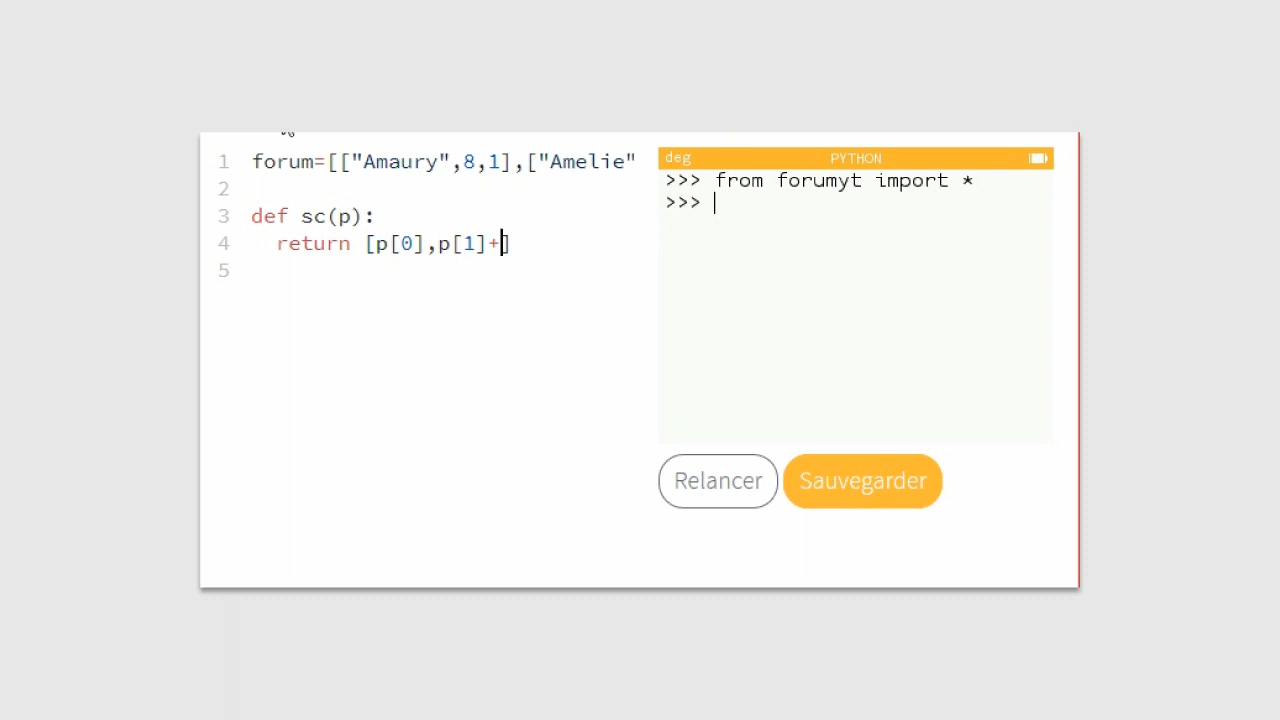 1 forum=[["Amaury",8,1],["Amelie"
2
3 def sc(p):
4 return [p[0],p[1]+]
5
deg PYTHON
>>> from forumyt import *
>>>
Relancer Sauvegarder